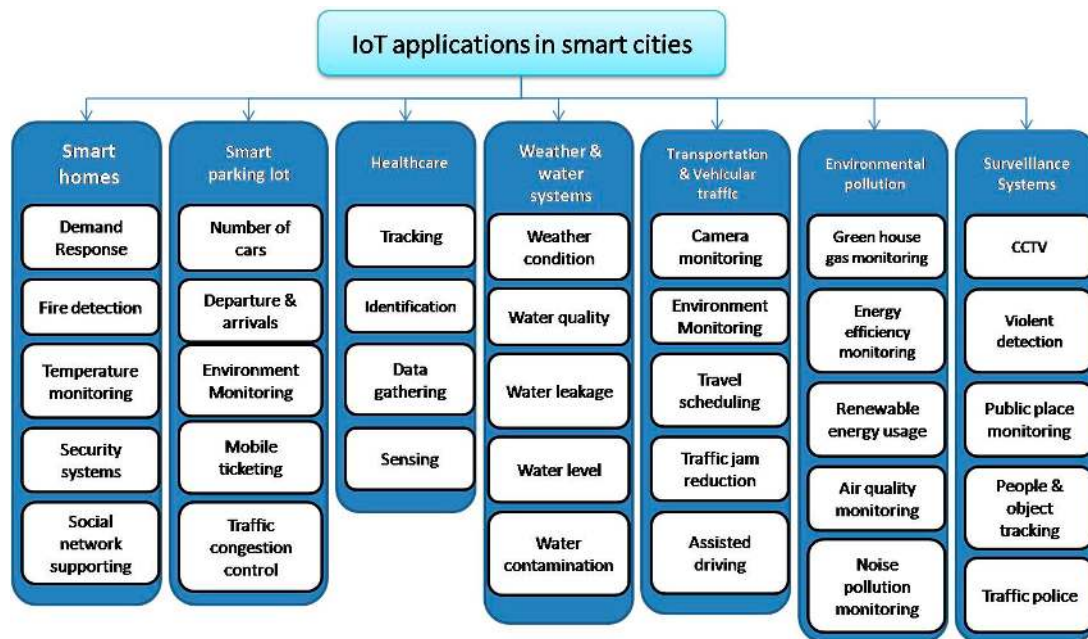 IoT applications in smart cities
Smart
homes
Demand
Response
Fire detection
Temperature
monitoring
Security
systems
Social
network
supporting
Smart
parking lot
Number of
cars
Departure &
arrivals
Environment
Monitoring
Mobile
ticketing
Traffic
congestion
control
Healthcare
Tracking
Identification
Data
gathering
Sensing
Weather &
water
systems
Weather
condition
Water quality
Water leakage
Water level
Water
contamination
Transportation
& Vehicular
traffic
Camera
monitoring
Environment
Monitoring
Travel
scheduling
Traffic jam
reduction
Assisted
driving
Environmental
pollution
Green house
gas monitoring
Energy
efficiency
monitoring
Renewable
energy usage
Air quality
monitoring
Noise
pollution
monitoring
Surveillance
Systems
CCTV
Violent
detection
Public place
monitoring
People &
object
tracking
Traffic police